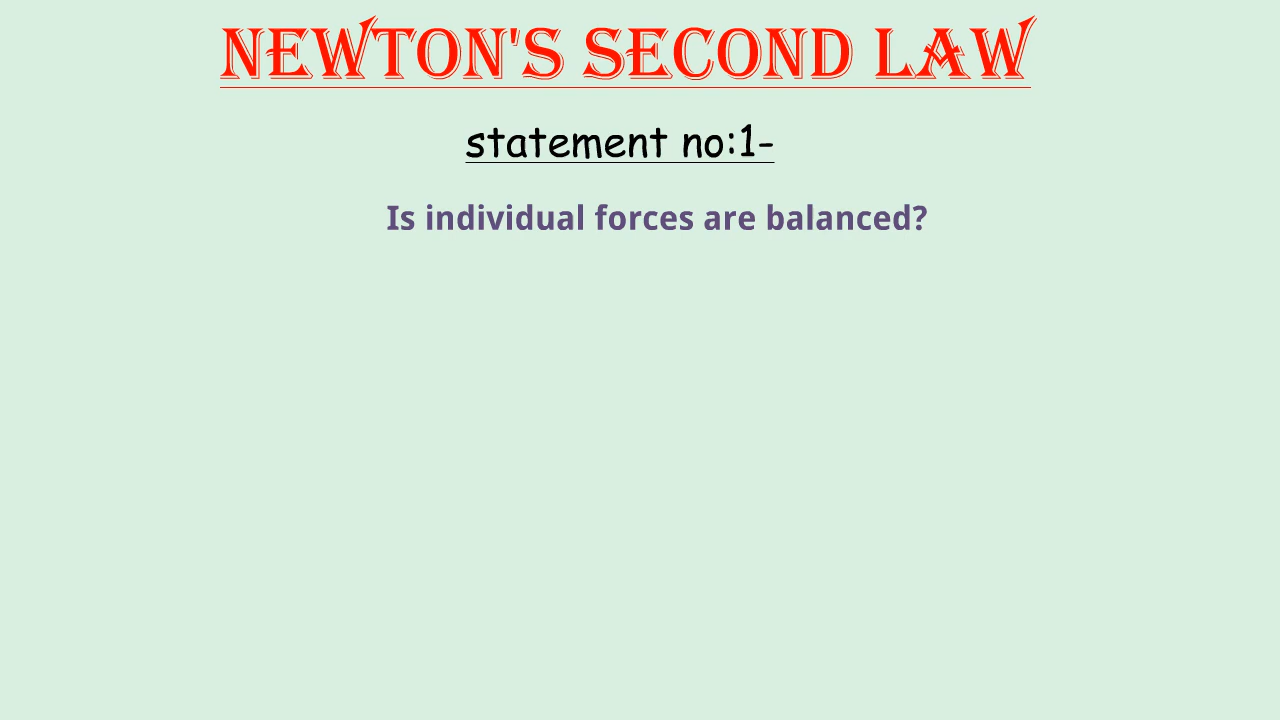 NEWTON'S SECOND LAW
statement no:1-
Is individual forces are balanced?